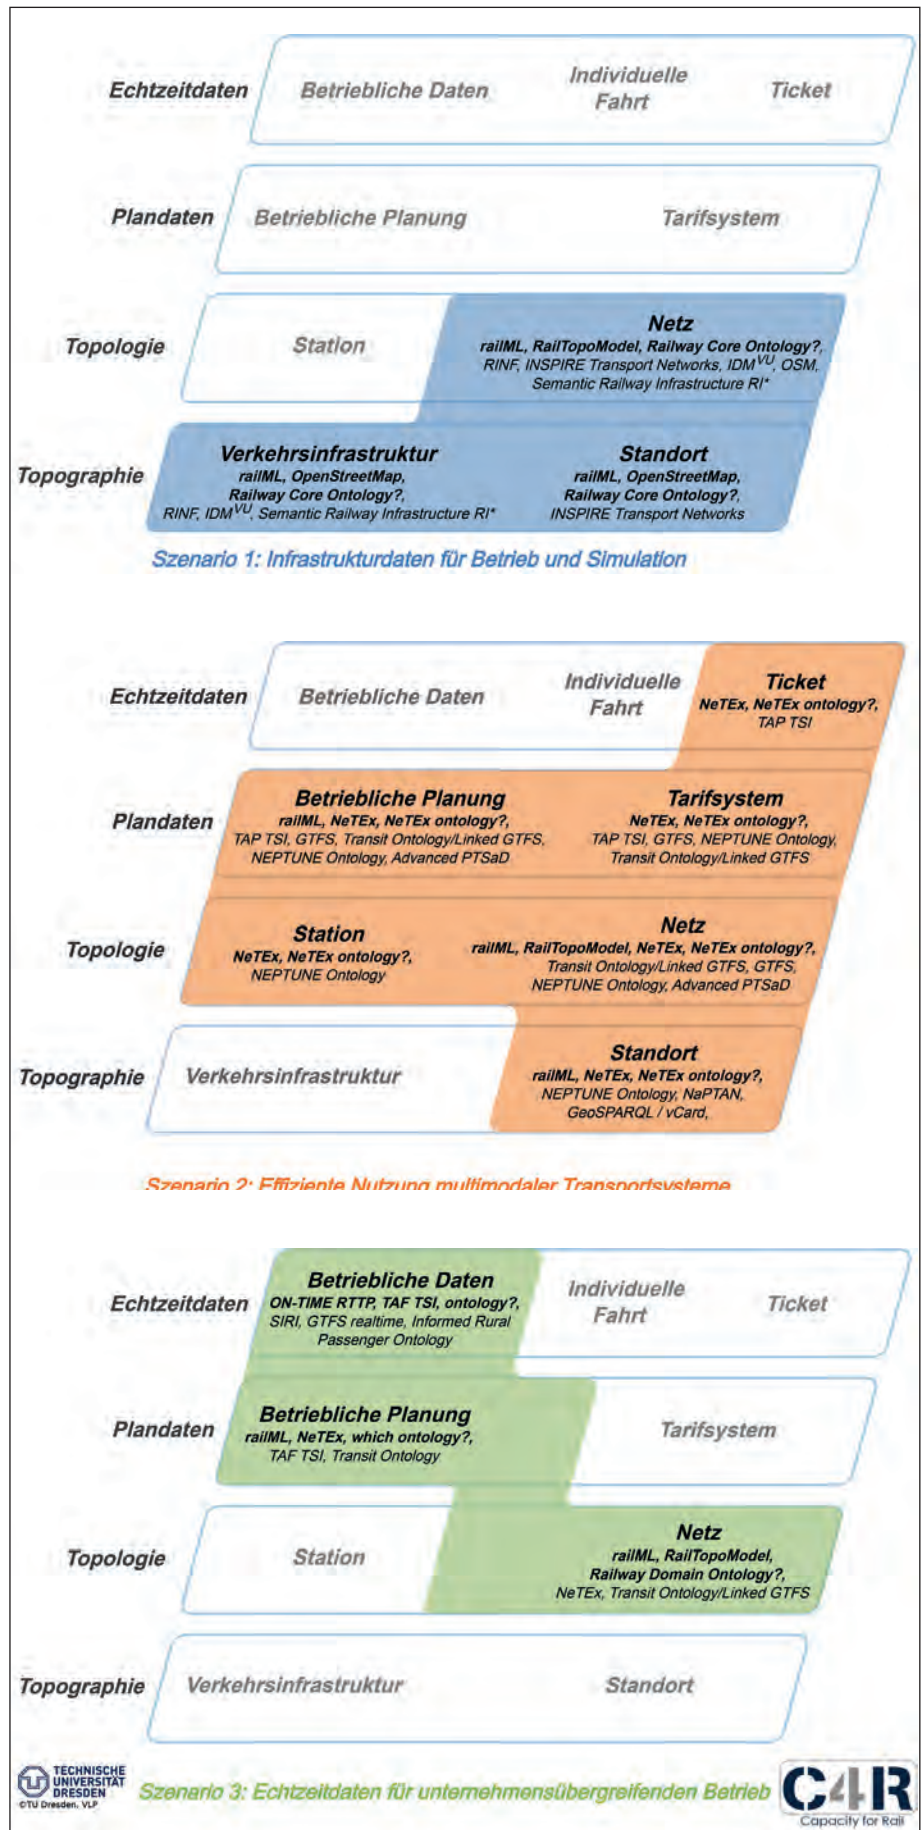 Echtzeitdaten
Betriebliche Daten
Individuelle
Fahrt
Ticket
Plandaten
Betriebliche Planung
Tarifsystem
Topologie
Station
Netz
railML, RailTopoModel, Railway Core Ontology?,
RINF, INSPIRE Transport Networks, IDMVU, OSM,
Semantic Railway Infrastructure RI*
Topographie
Verkehrsinfrastruktur
railML, OpenStreetMap,
Railway Core Ontology?,
RINF, IDMVU, Semantic Railway Infrastructure RI*
Standort
railML, OpenStreetMap,
Railway Core Ontology?,
INSPIRE Transport Networks
Szenario 1: Infrastrukturdaten für Betrieb und Simulation
Echtzeitdaten
Betriebliche Daten
Individuelle
Fahrt
Ticket
NeTEx, NeTEx ontology?,
TAP TSI
Plandaten
Betriebliche Planung
railML, NeTEx, NeTEx ontology?,
TAP TSI, GTFS, Transit Ontology/Linked GTFS,
NEPTUNE Ontology, Advanced PTSaD
Tarifsystem
NeTEx, NeTEx ontology?,
TAP TSI, GTFS, NEPTUNE Ontology,
Transit Ontology/Linked GTFS
Topologie
Station
NeTEx, NeTEx ontology?,
NEPTUNE Ontology
Netz
railML, RailTopoModel, NeTEx, NeTEx ontology?,
Transit Ontology/Linked GTFS, GTFS,
NEPTUNE Ontology, Advanced PTSaD
Topographie
Verkehrsinfrastruktur
Standort
railML, NeTEx, NeTEx ontology?,
NEPTUNE Ontology, NaPTAN,
GeoSPARQL / vCard,
Szenario 2: Effiziente Nutzung multimodaler Transportsysteme
Echtzeitdaten
Betriebliche Daten
ON-TIME RTTP, TAF TSI, ontology?,
SIRI, GTFS realtime, Informed Rural
Passenger Ontology
Individuelle
Fahrt
Ticket
Plandaten
Betriebliche Planung
railML, NeTEx, which ontology?,
TAF TSI, Transit Ontology
Tarifsystem
Topologie
Station
Netz
railML, RailTopoModel,
Railway Domain Ontology?,
NeTEx, Transit Ontology/Linked GTFS
Topographie
Verkehrsinfrastruktur
Standort
TECHNISCHE
UNIVERSITÄT
DRESDEN
©TU Dresden, VLP
Szenario 3: Echtzeitdaten für unternehmensübergreifenden Betrieb
C4R
Capacity for Rail